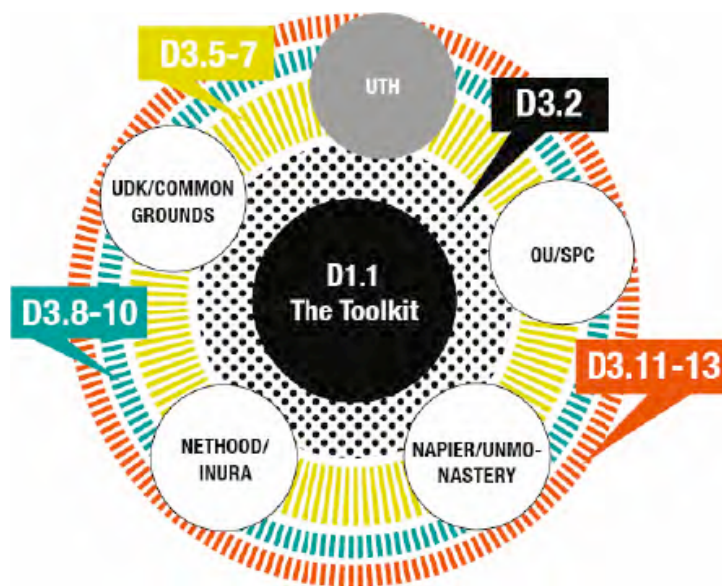 D3.5-7
UTH
D3.2
UDK/COMMON
GROUNDS
OU/SPC
D1.1
The Toolkit
D3.8-10
D3.11-13
NETHOOD/
INURA
NAPIER/UNMO-
NASTERY